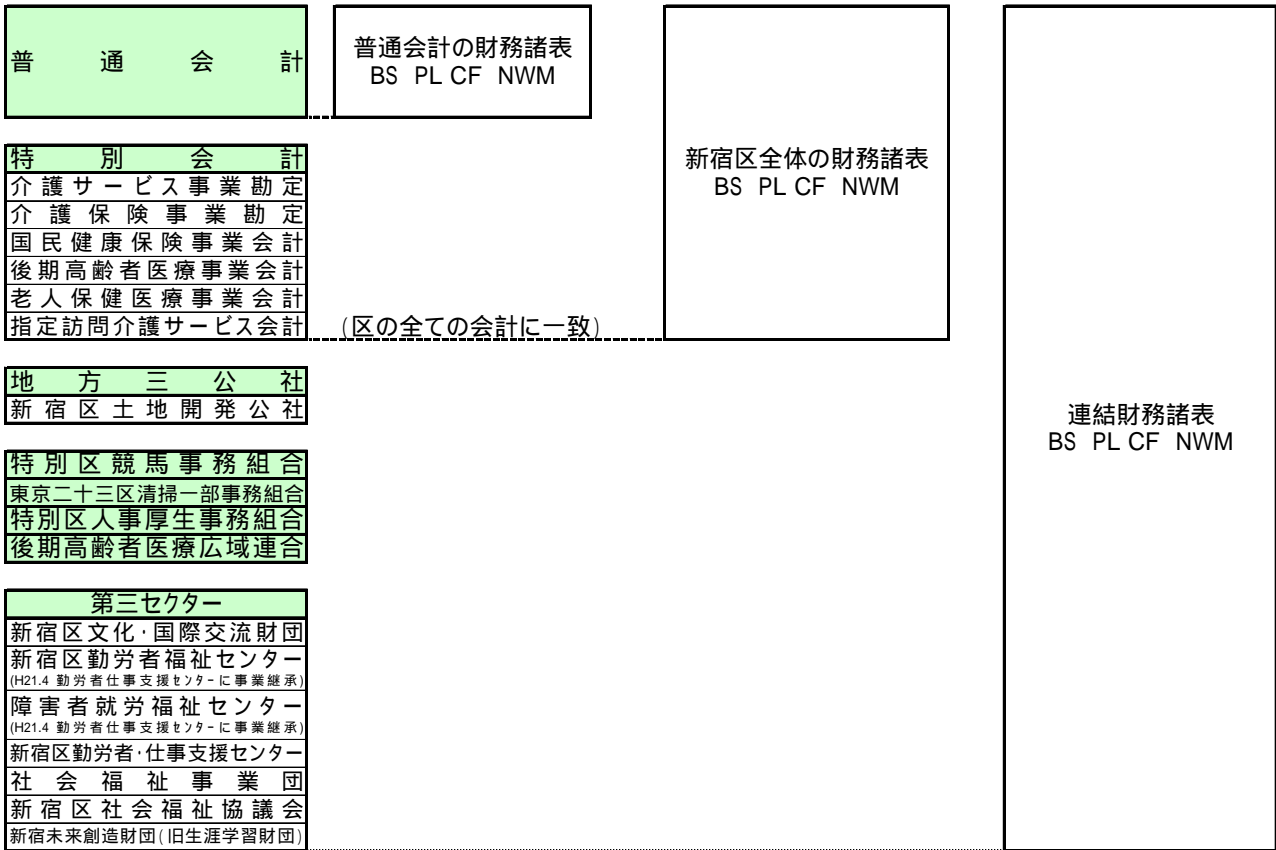 普通会計
普通会計の財務諸表
BS PL CF NWM
特別会計
介護サービス事業勘定
介護保険事業勘定
国民健康保険事業会計
後期高齢者医療事業会計
老人保健医療事業会計
指定訪問介護サービス会計
(区の全ての会計に一致)
新宿区全体の財務諸表
BS PL CF NWM
地方三公社
新宿区土地開発公社
特別区競馬事務組合
東京二十三区清掃一部事務組合
特別区人事厚生事務組合
後期高齢者医療広域連合
第三セクター
新宿区文化・国際交流財団
新宿区勤労者福祉センター
(H21.4 勤労者仕事支援センターに事業継承)
障害者就労福祉センター
(H21.4 勤労者仕事支援センターに事業継承)
新宿区勤労者・仕事支援センター
社会福祉事業団
新宿区社会福祉協議会
新宿未来創造財団(旧生涯学習財団)
連結財務諸表
BS PL CF NWM